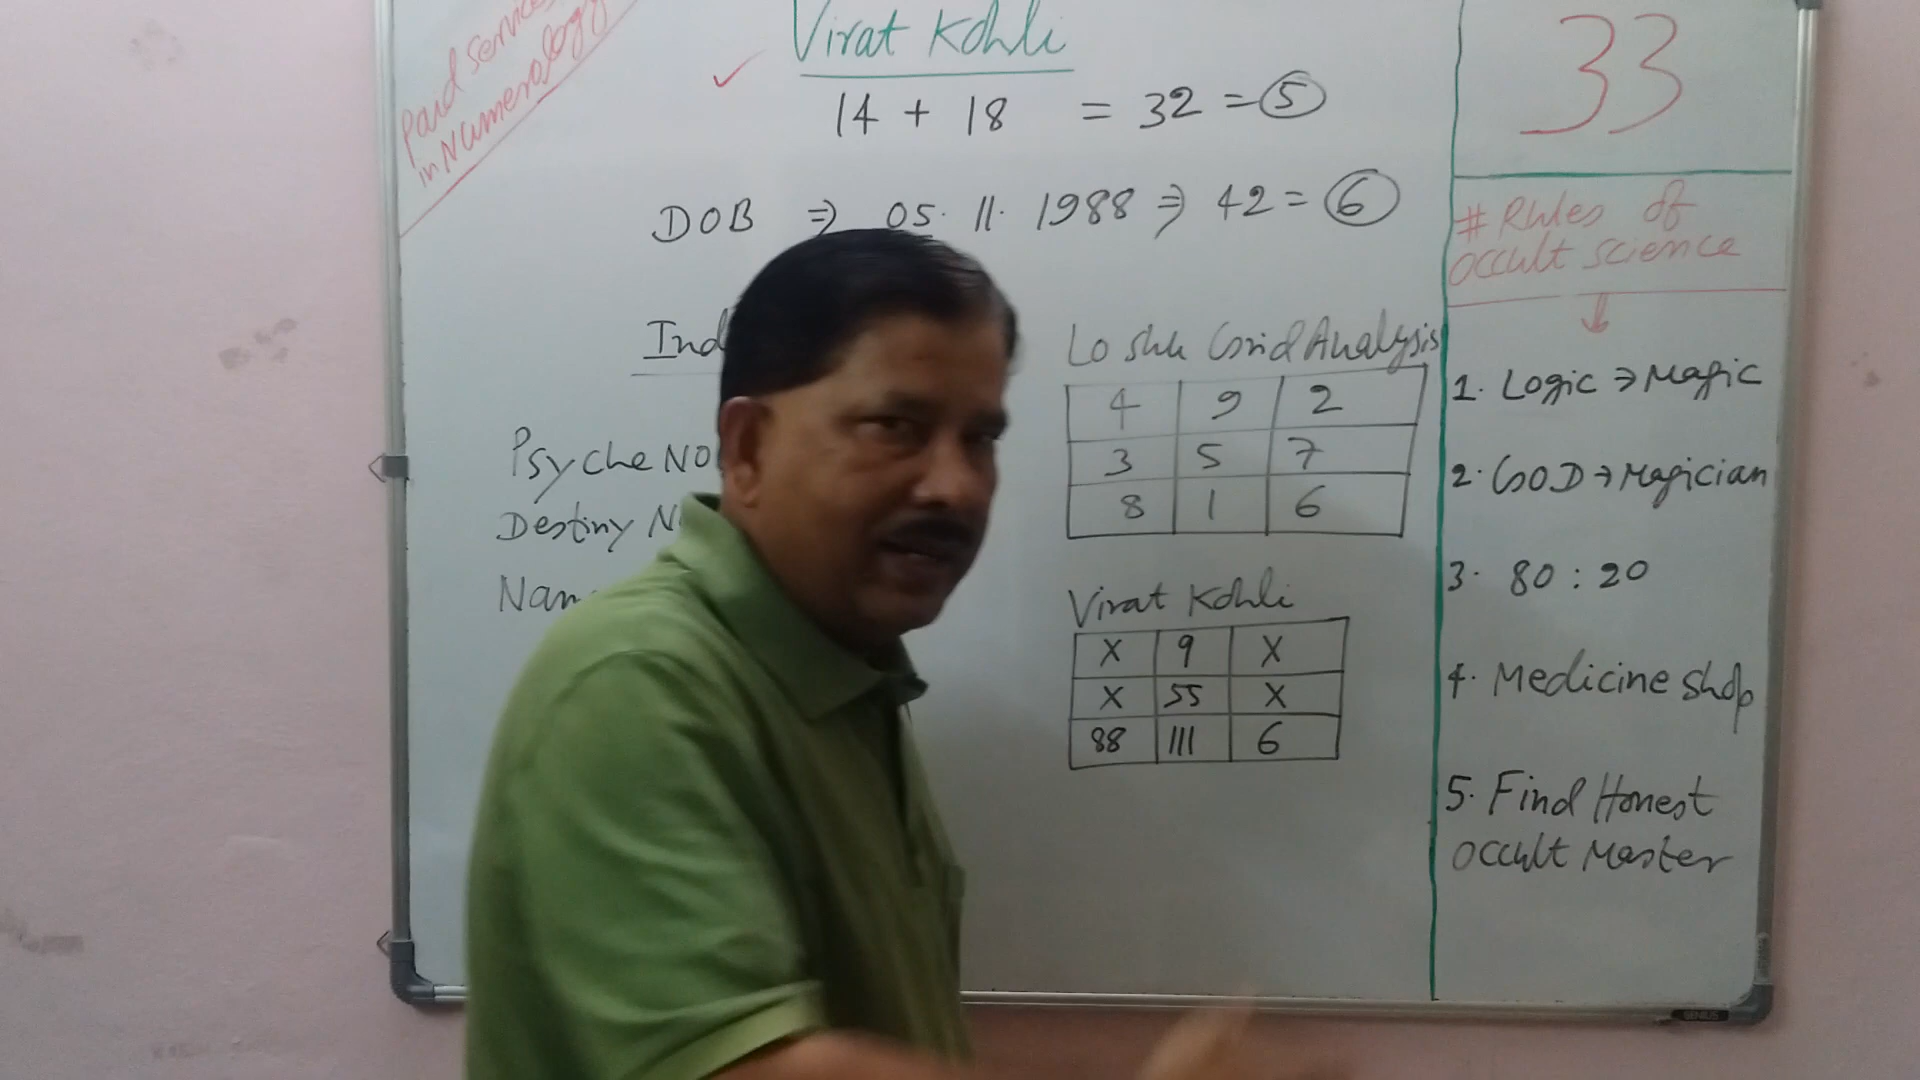 Paid Services
in Numerology
Virat Kohli
14 + 18 = 32 = 5
DOB ⇒ 05. 11. 1988 ⇒ 42 = 6
Lo Shu Grid Analysis
4 9 2
3 5 7
8 1 6
Psyche NO
Destiny N
Virat Kohli
X 9 X
X 55 X
88 111 6
33
# Rules of
occult science
↓
1. Logic ⇒ Magic
2. GOD → Magician
3. 80 : 20
4. Medicine shop
5. Find Honest
occult Master
GENIUS